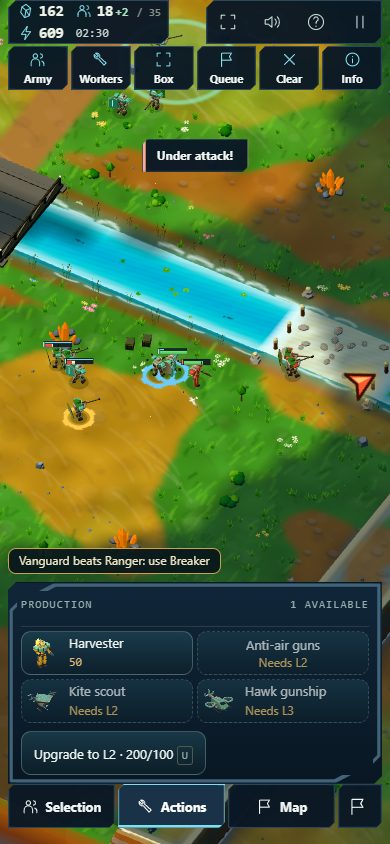 162 18+2 / 35
609 02:30
Army Workers Box Queue Clear Info
Under attack!
Vanguard beats Ranger: use Breaker
PRODUCTION 1 AVAILABLE
Harvester
50
Anti-air guns
Needs L2
Kite scout
Needs L2
Hawk gunship
Needs L3
Upgrade to L2 · 200/100 U
Selection Actions Map